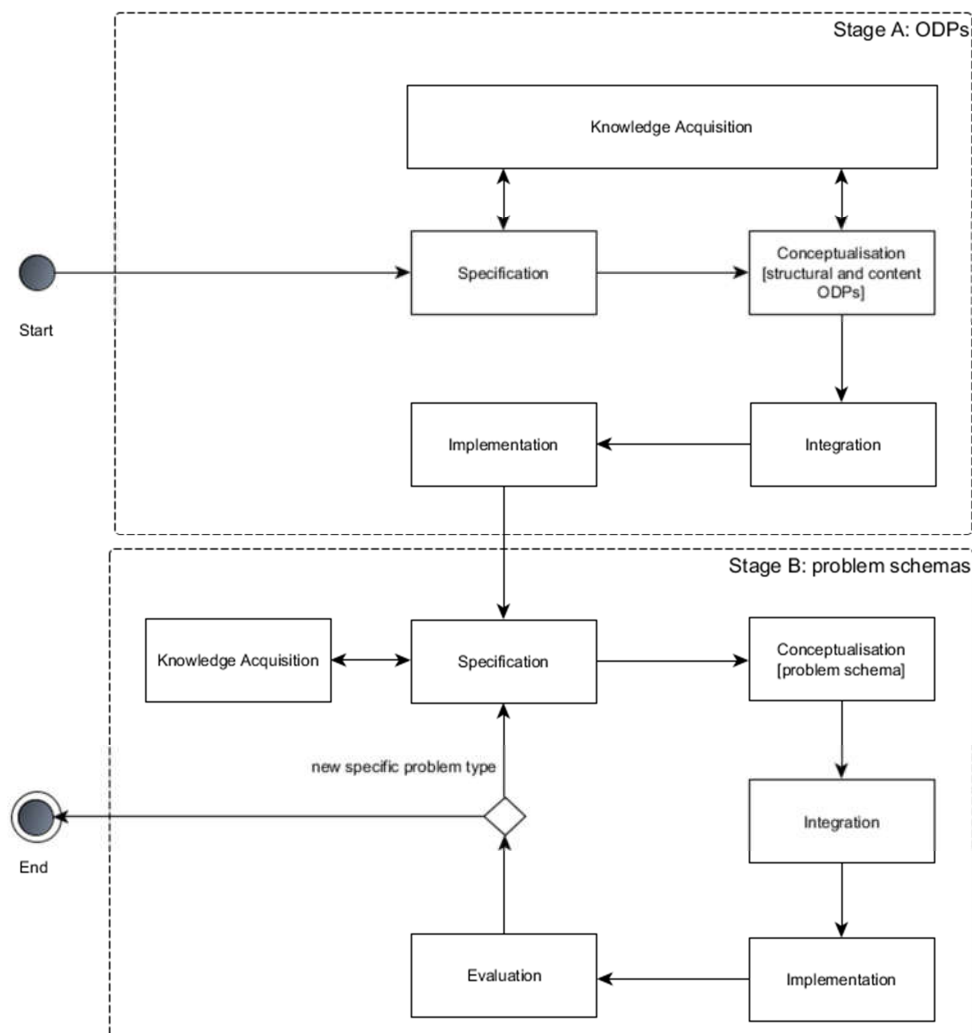 Stage A: ODPs
Knowledge Acquisition
Specification
Conceptualisation
[structural and content
ODPs]
Start
Implementation
Integration
Stage B: problem schemas
Knowledge Acquisition
Specification
Conceptualisation
[problem schema]
new specific problem type
Integration
End
Evaluation
Implementation